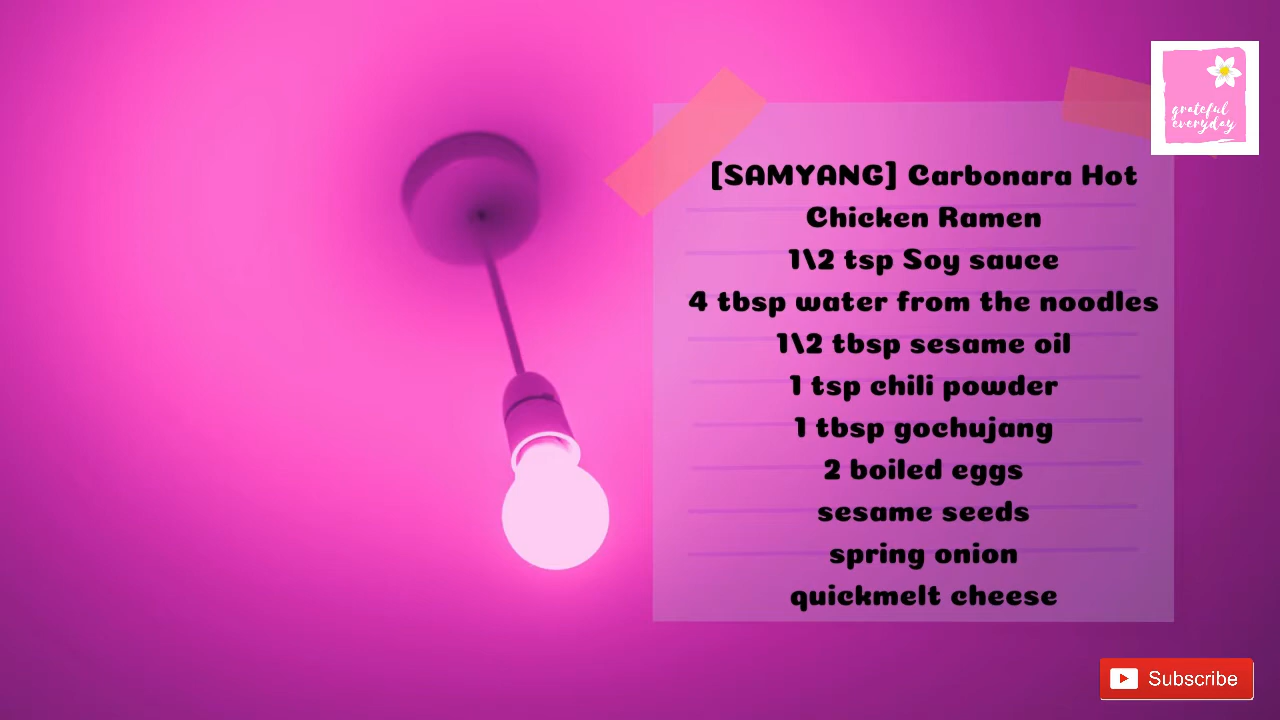 grateful
everyday
[SAMYANG] Carbonara Hot
Chicken Ramen
1\2 tsp Soy sauce
4 tbsp water from the noodles
1\2 tbsp sesame oil
1 tsp chili powder
1 tbsp gochujang
2 boiled eggs
sesame seeds
spring onion
quickmelt cheese
Subscribe